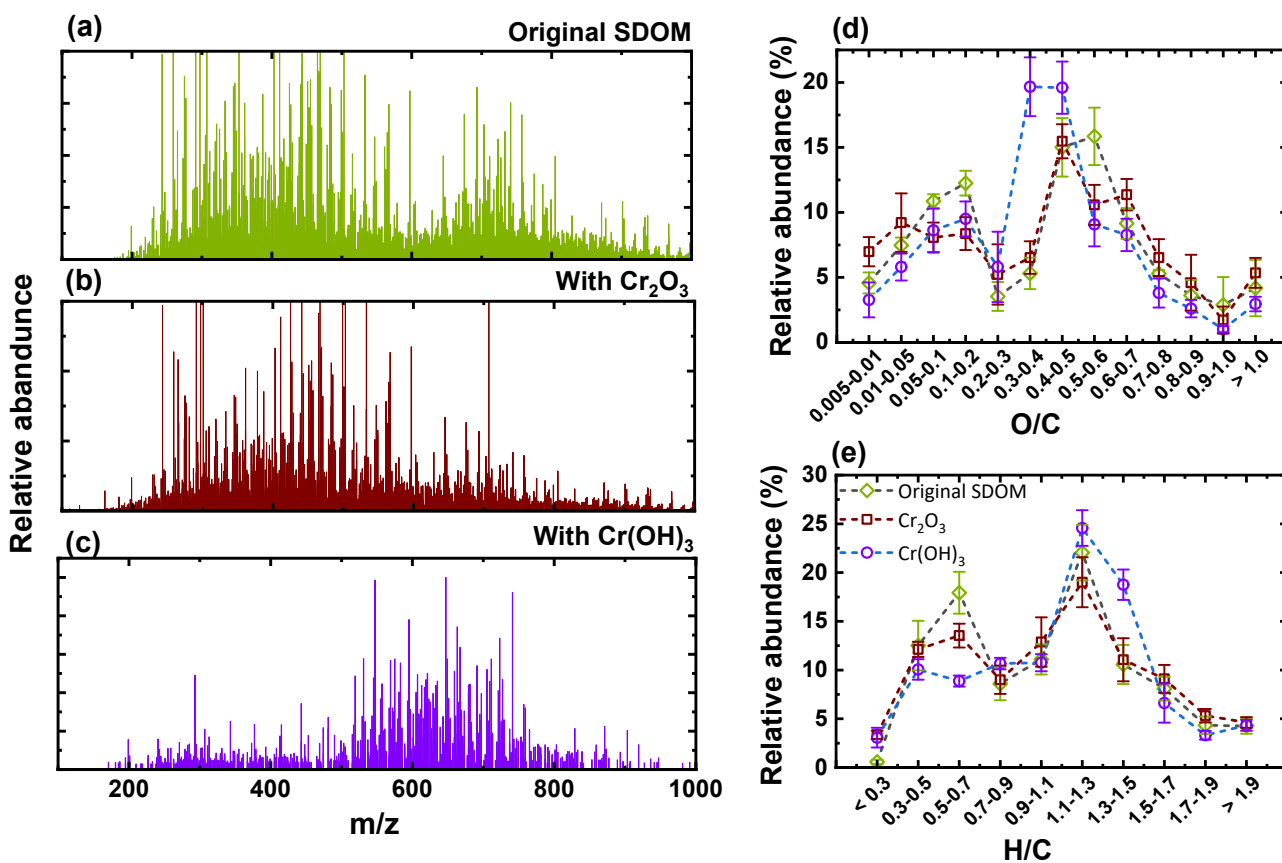 (a)
Original SDOM
(b)
With Cr₂O₃
(c)
With Cr(OH)₃
Relative abandunce
200 400 600 800 1000
m/z
(d)
Relative abundance (%)
20
15
10
5
0
0.005-0.01
0.01-0.05
0.05-0.1
0.1-0.2
0.2-0.3
0.3-0.4
0.4-0.5
0.5-0.6
0.6-0.7
0.7-0.8
0.8-0.9
0.9-1.0
> 1.0
O/C
(e)
Relative abundance (%)
30
25
20
15
10
5
0
Original SDOM
Cr₂O₃
Cr(OH)₃
< 0.3
0.3-0.5
0.5-0.7
0.7-0.9
0.9-1.1
1.1-1.3
1.3-1.5
1.5-1.7
1.7-1.9
> 1.9
H/C